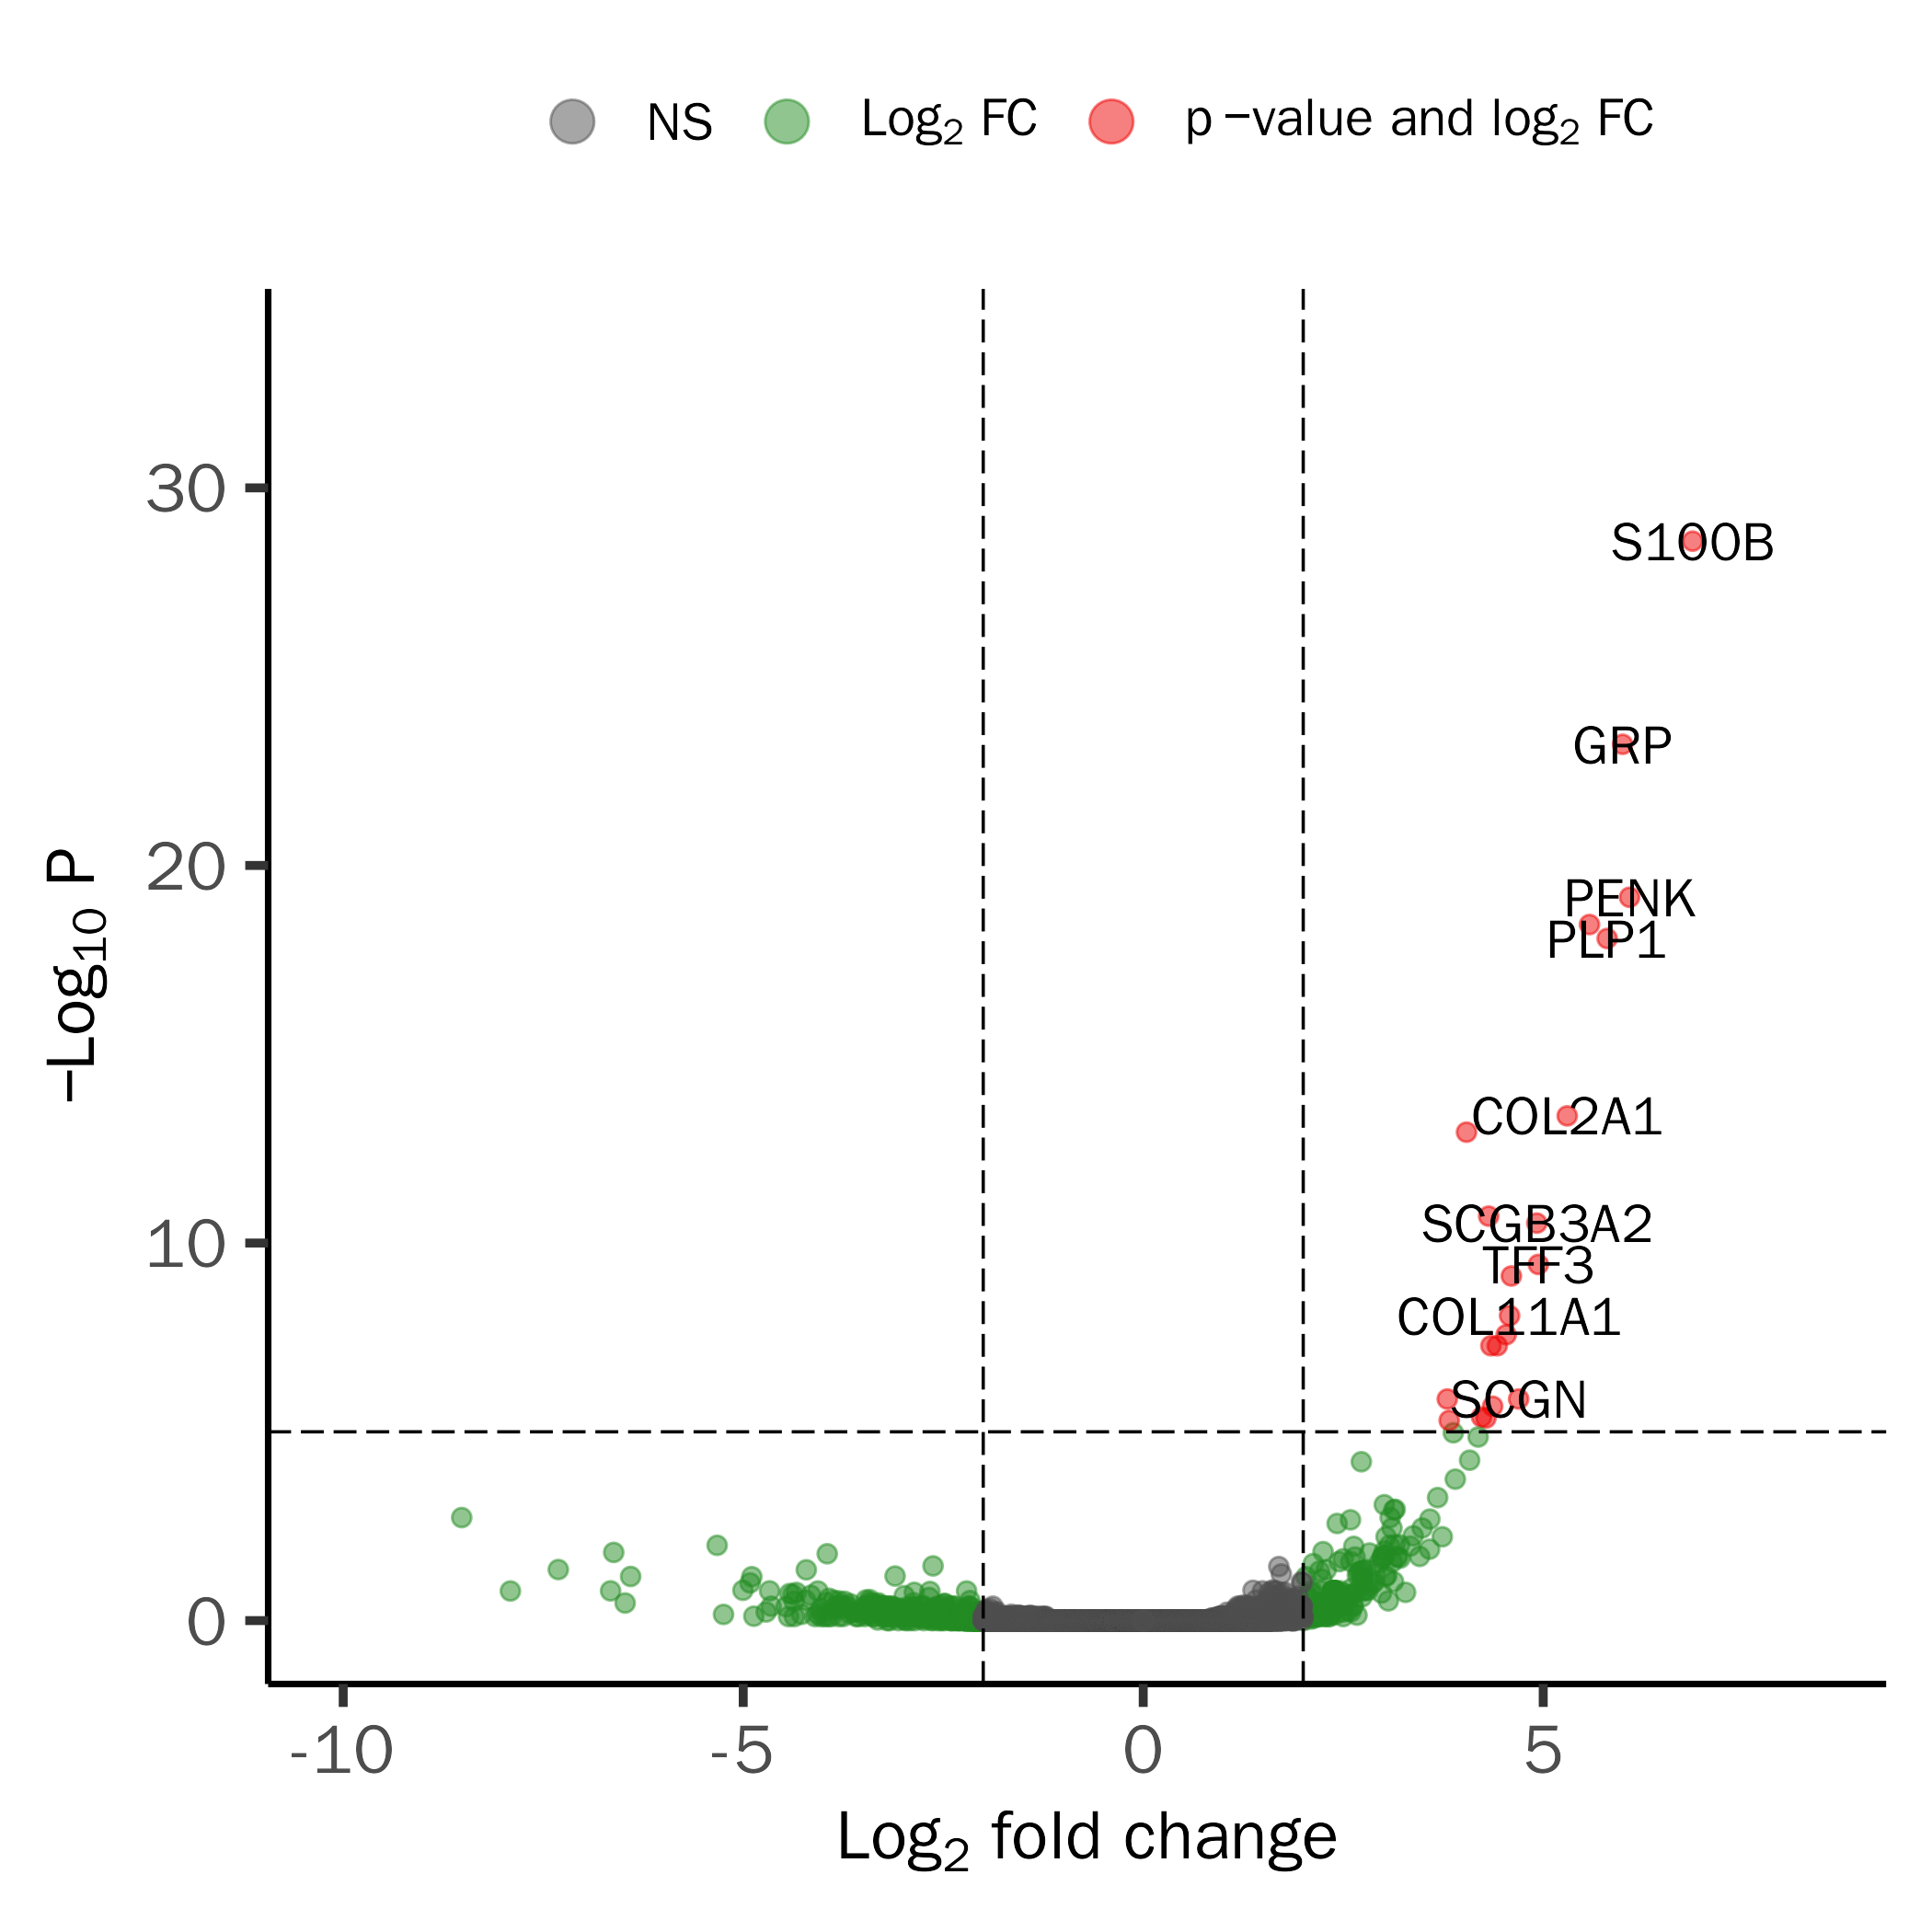 NS Log2 FC p −value and log2 FC
−Log10 P
30
20
10
0
S100B
GRP
PENK
PLP1
COL2A1
SCGB3A2
TFF3
COL11A1
SCGN
-10 -5 0 5
Log2 fold change